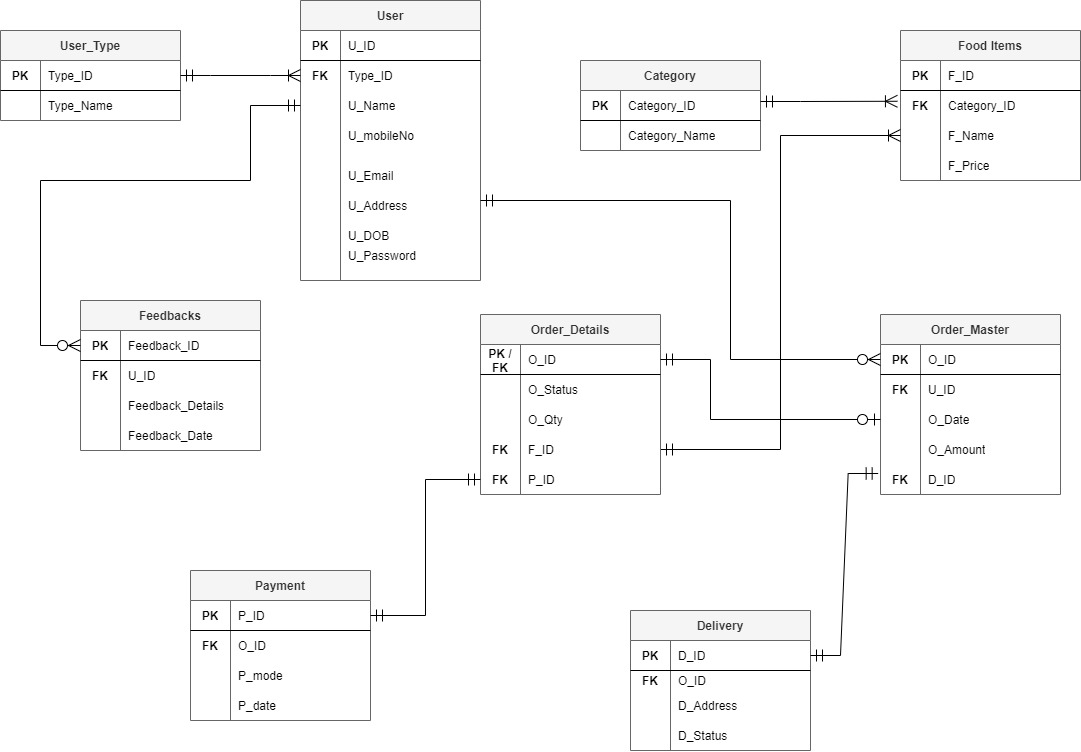 User_Type
PK Type_ID
Type_Name
User
PK U_ID
FK Type_ID
U_Name
U_mobileNo
U_Email
U_Address
U_DOB
U_Password
Category
PK Category_ID
Category_Name
Food Items
PK F_ID
FK Category_ID
F_Name
F_Price
Feedbacks
PK Feedback_ID
FK U_ID
Feedback_Details
Feedback_Date
Order_Details
PK /
FK O_ID
O_Status
O_Qty
FK F_ID
FK P_ID
Order_Master
PK O_ID
FK U_ID
O_Date
O_Amount
FK D_ID
Payment
PK P_ID
FK O_ID
P_mode
P_date
Delivery
PK D_ID
FK O_ID
D_Address
D_Status